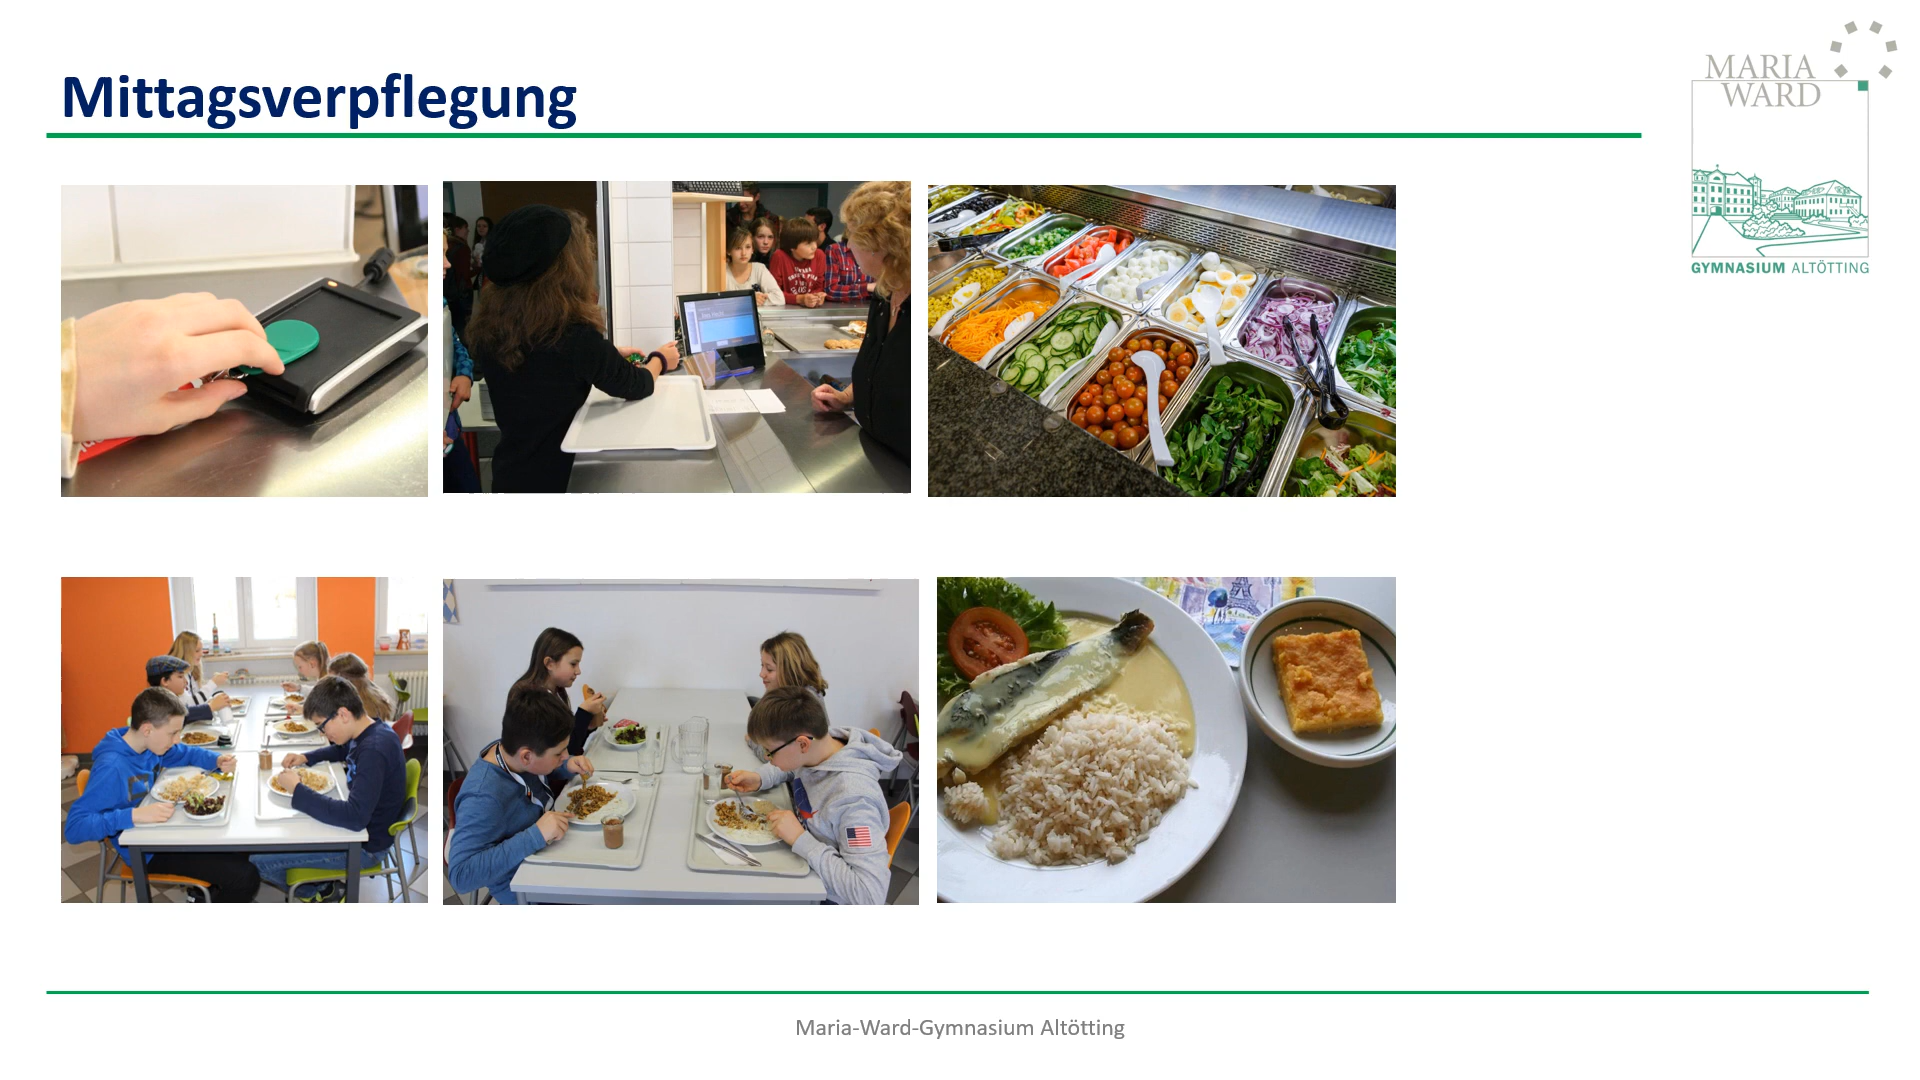 Mittagsverpflegung
MARIA
WARD
GYMNASIUM ALTÖTTING
Maria-Ward-Gymnasium Altötting